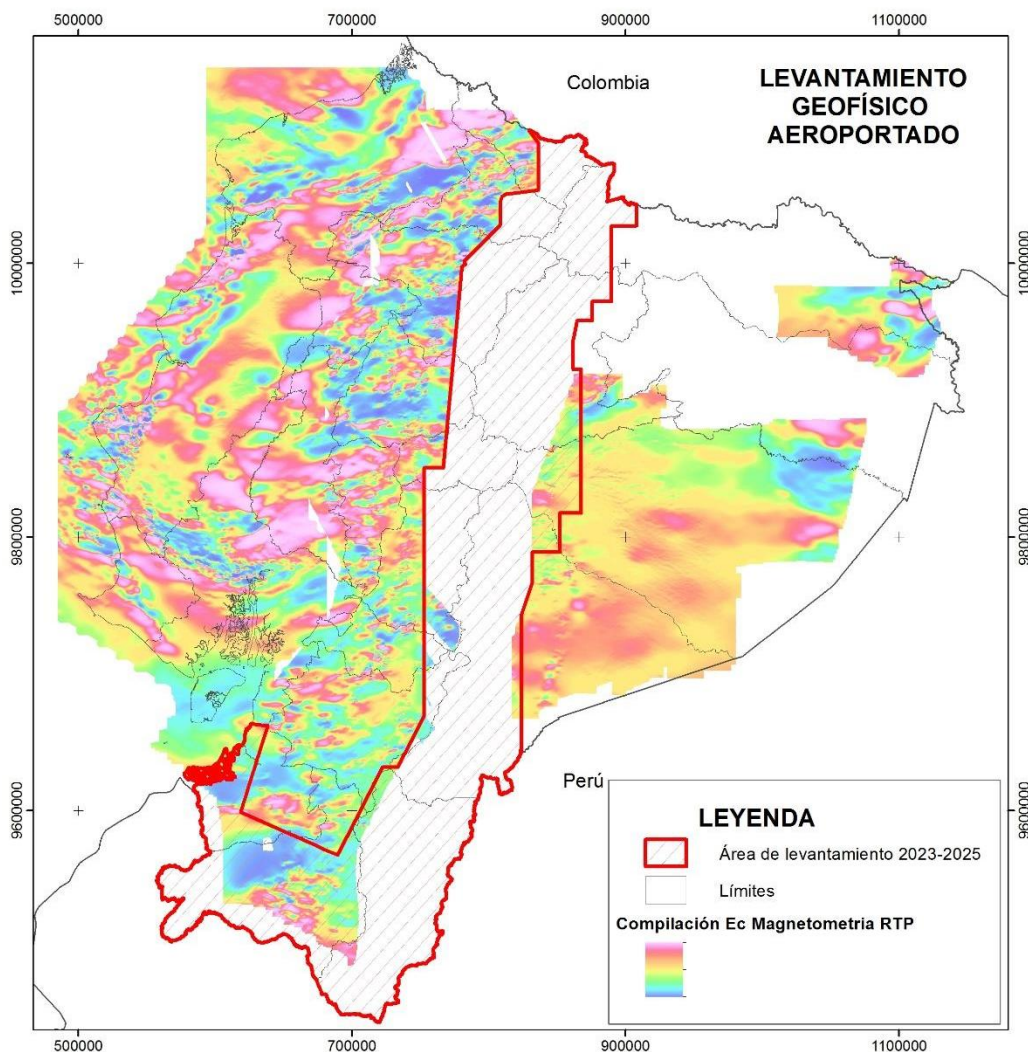 500000 700000 900000 1100000
Colombia
LEVANTAMIENTO
GEOFÍSICO
AEROPORTADO
10000000 10000000
9800000 9800000
9600000 9600000
Perú
LEYENDA
Área de levantamiento 2023-2025
Límites
Compilación Ec Magnetometria RTP
500000 700000 900000 1100000